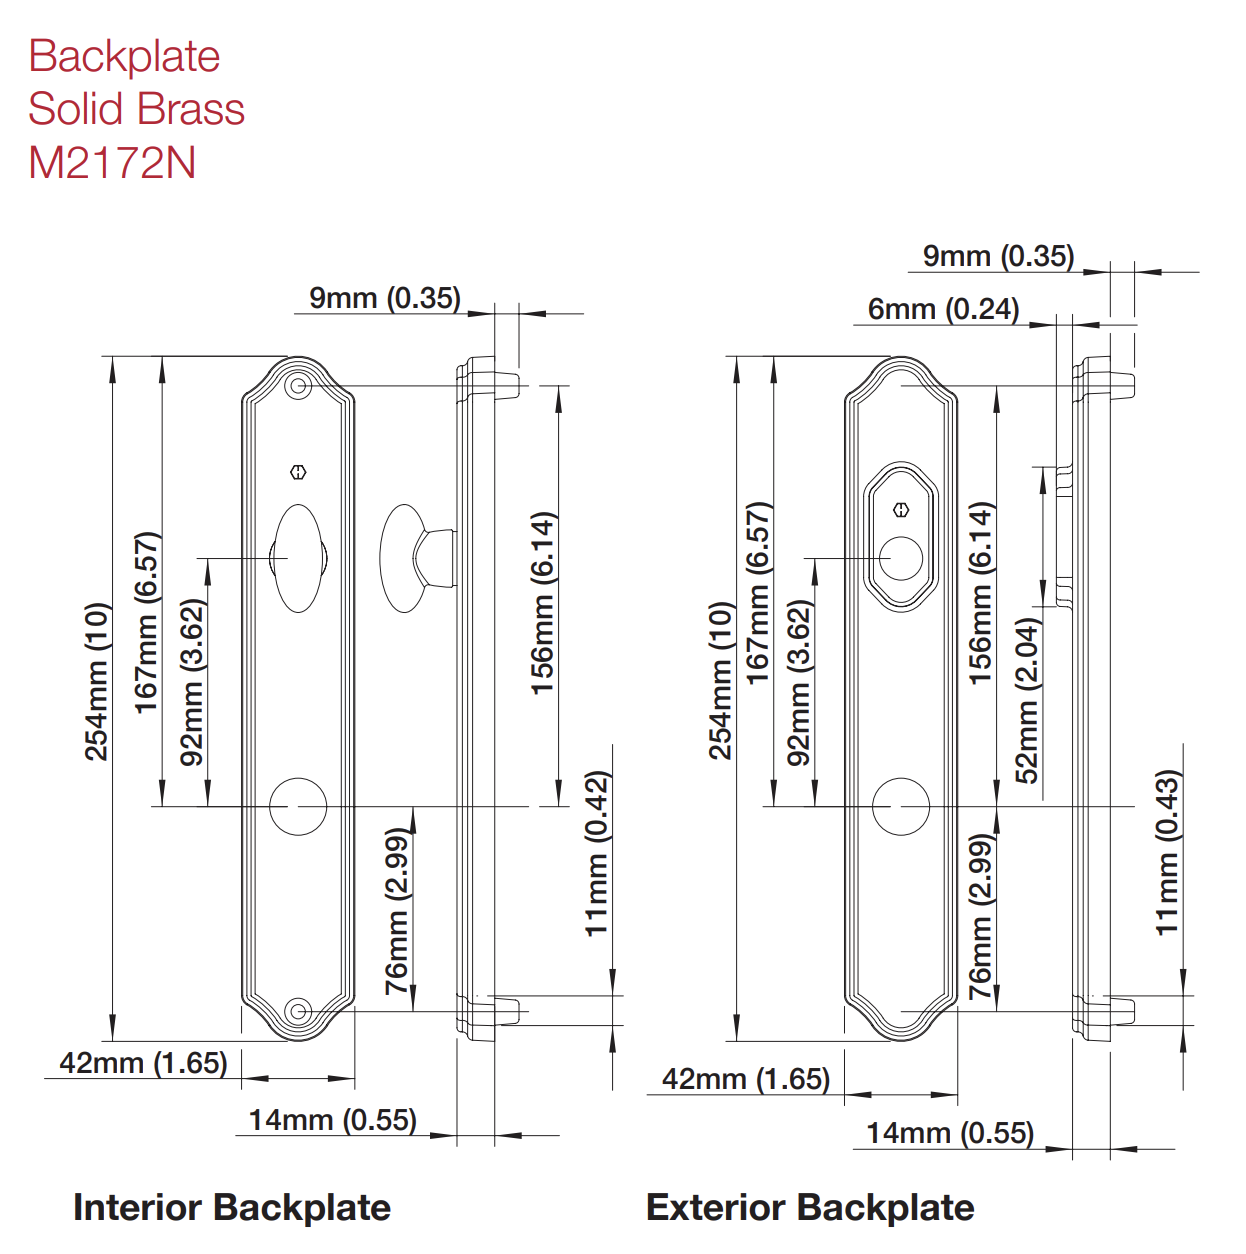 Backplate
Solid Brass
M2172N
9mm (0.35)
254mm (10)
167mm (6.57)
92mm (3.62)
156mm (6.14)
76mm (2.99)
11mm (0.42)
42mm (1.65)
14mm (0.55)
Interior Backplate
9mm (0.35)
6mm (0.24)
254mm (10)
167mm (6.57)
92mm (3.62)
156mm (6.14)
52mm (2.04)
76mm (2.99)
11mm (0.43)
42mm (1.65)
14mm (0.55)
Exterior Backplate